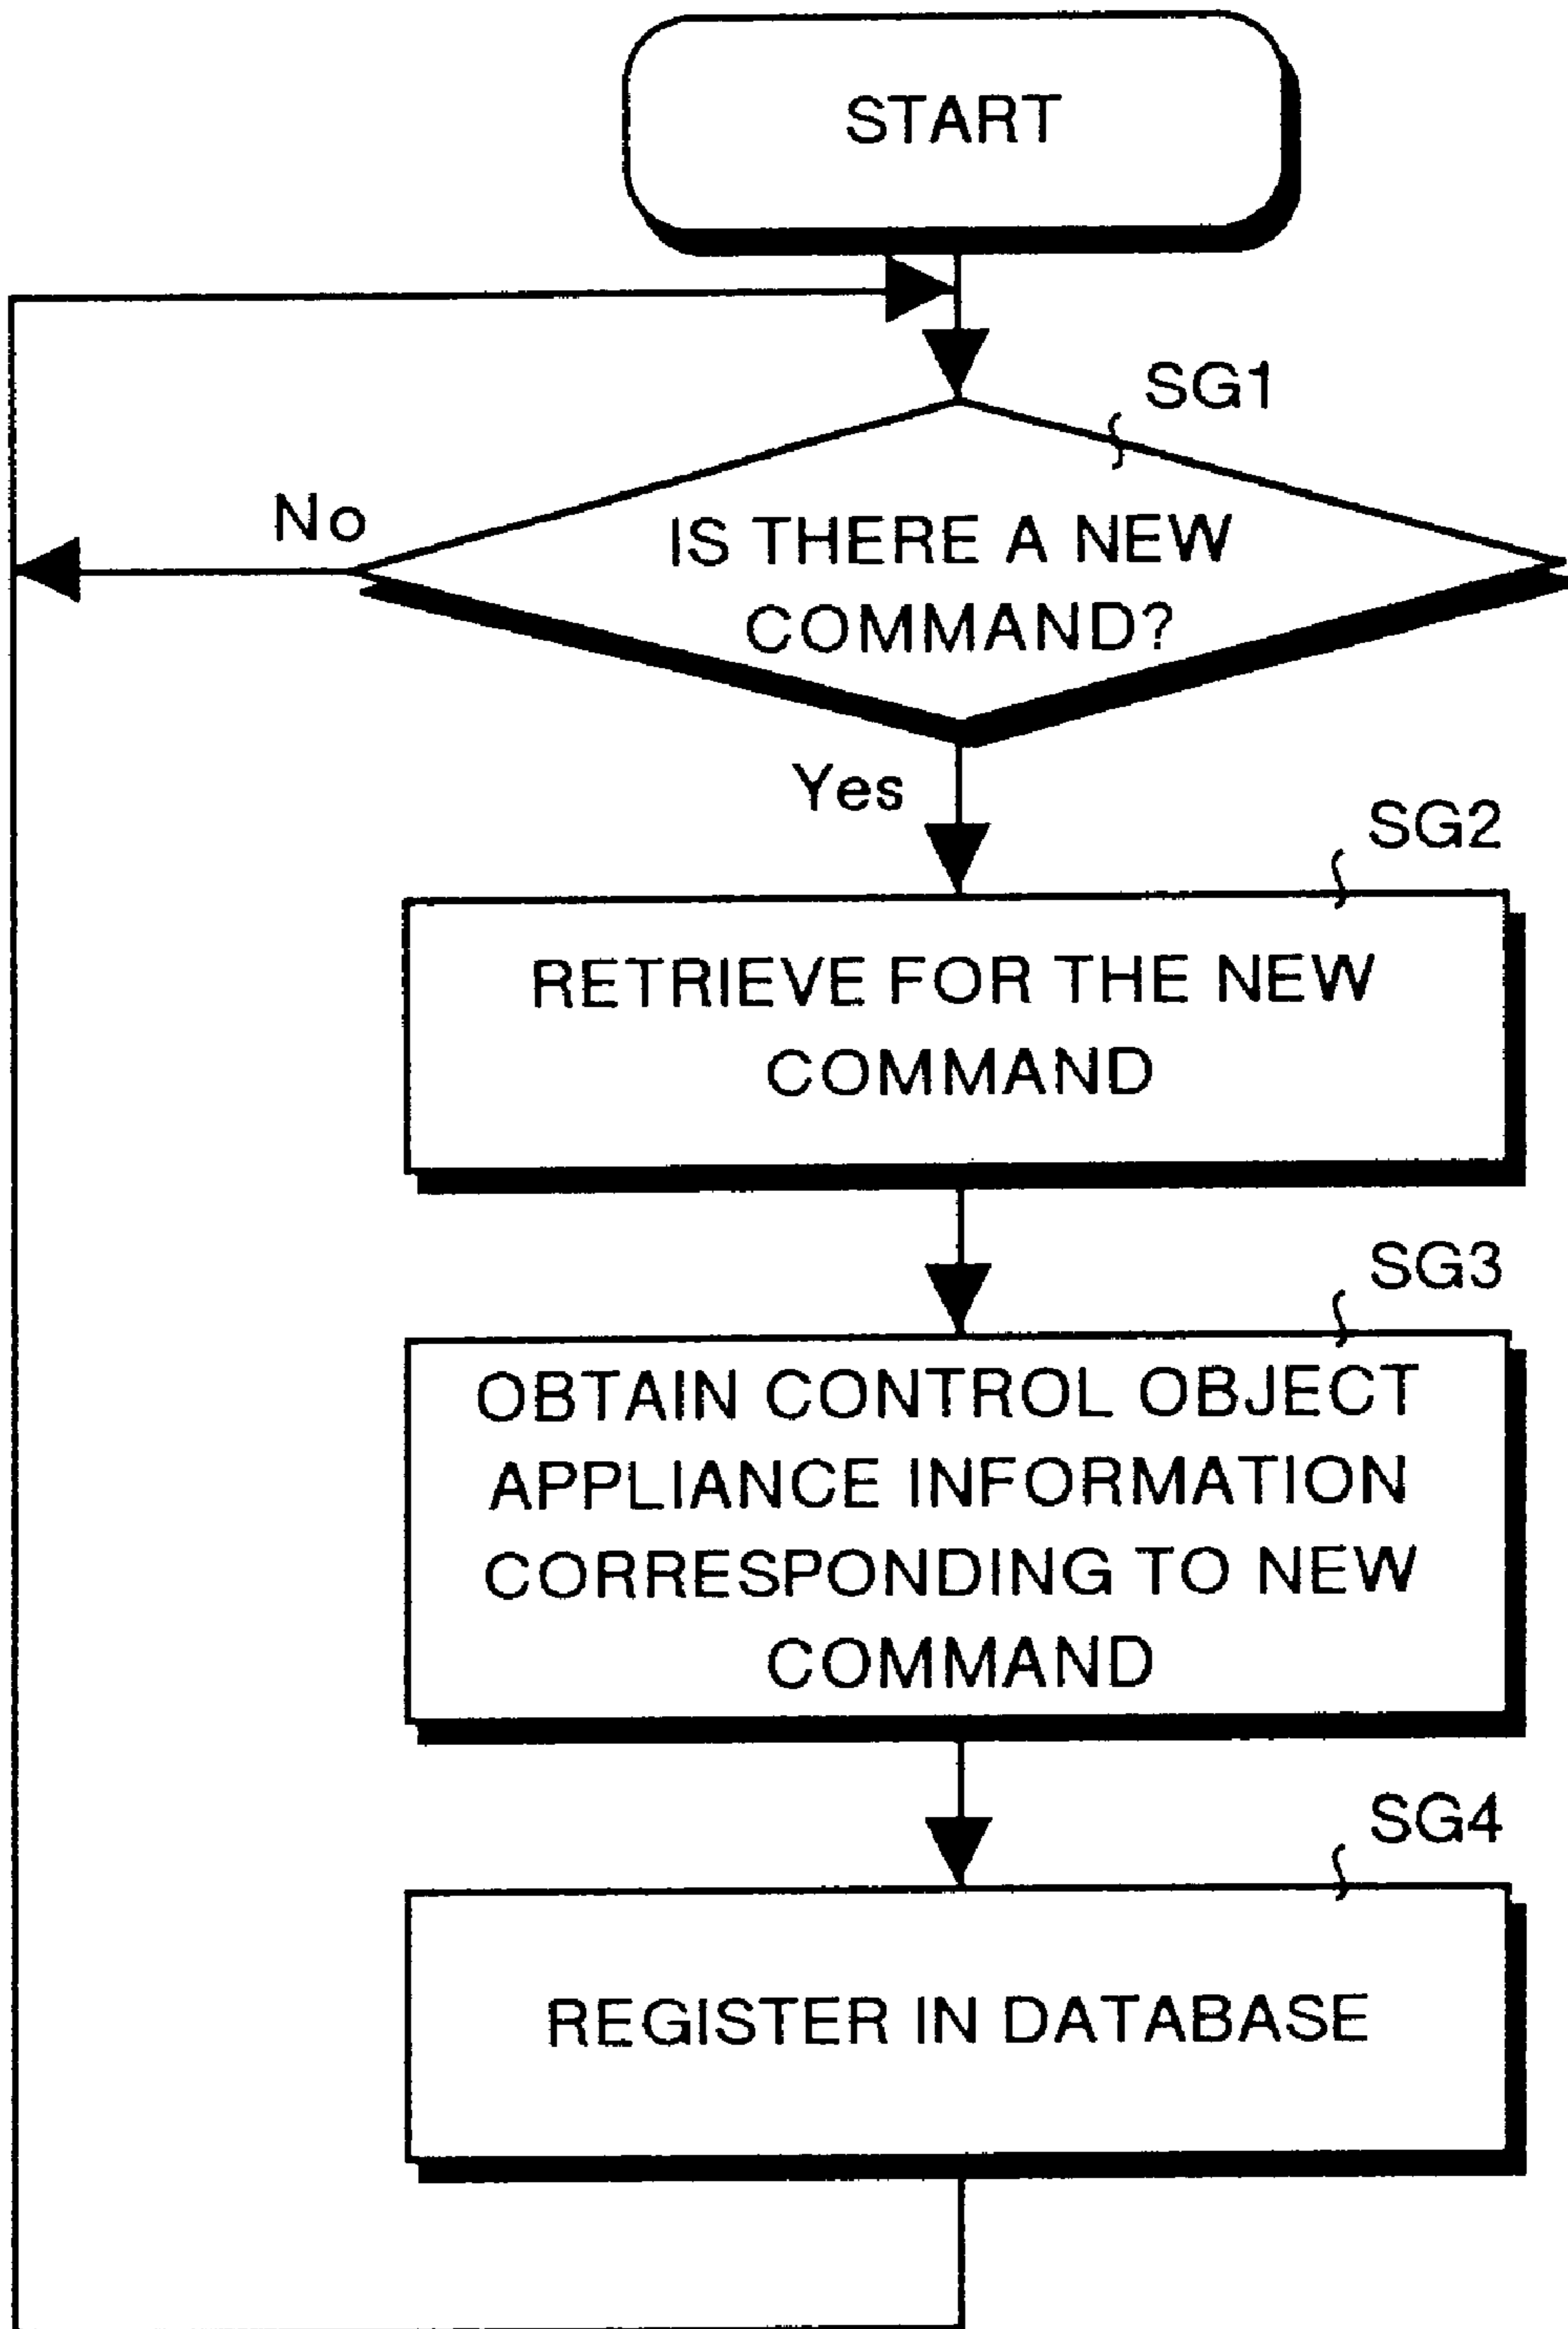 START
SG1
No
IS THERE A NEW
COMMAND?
Yes
SG2
RETRIEVE FOR THE NEW
COMMAND
SG3
OBTAIN CONTROL OBJECT
APPLIANCE INFORMATION
CORRESPONDING TO NEW
COMMAND
SG4
REGISTER IN DATABASE